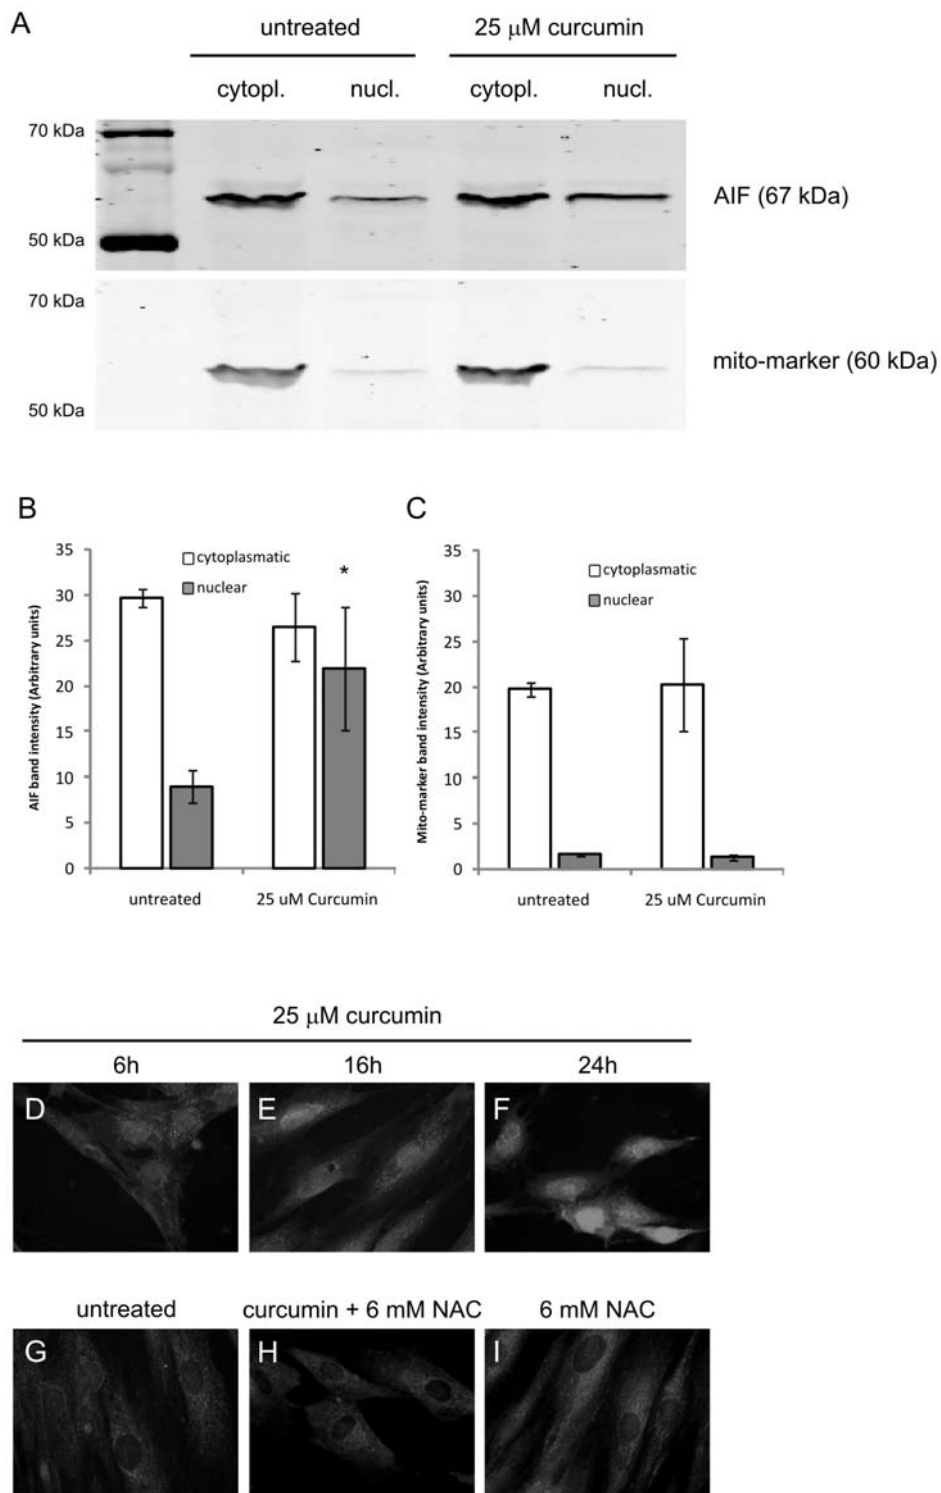 A
untreated
25 μM curcumin
cytopl.
nucl.
cytopl.
nucl.
70 kDa
50 kDa
AIF (67 kDa)
70 kDa
50 kDa
mito-marker (60 kDa)
B
AIF band intensity (Arbitrary units)
35
30
25
20
15
10
5
0
cytoplasmatic
nuclear
*
untreated
25 uM Curcumin
C
Mito-marker band intensity (Arbitrary units)
35
30
25
20
15
10
5
0
cytoplasmatic
nuclear
untreated
25 uM Curcumin
25 μM curcumin
6h
16h
24h
D
E
F
untreated
curcumin + 6 mM NAC
6 mM NAC
G
H
I